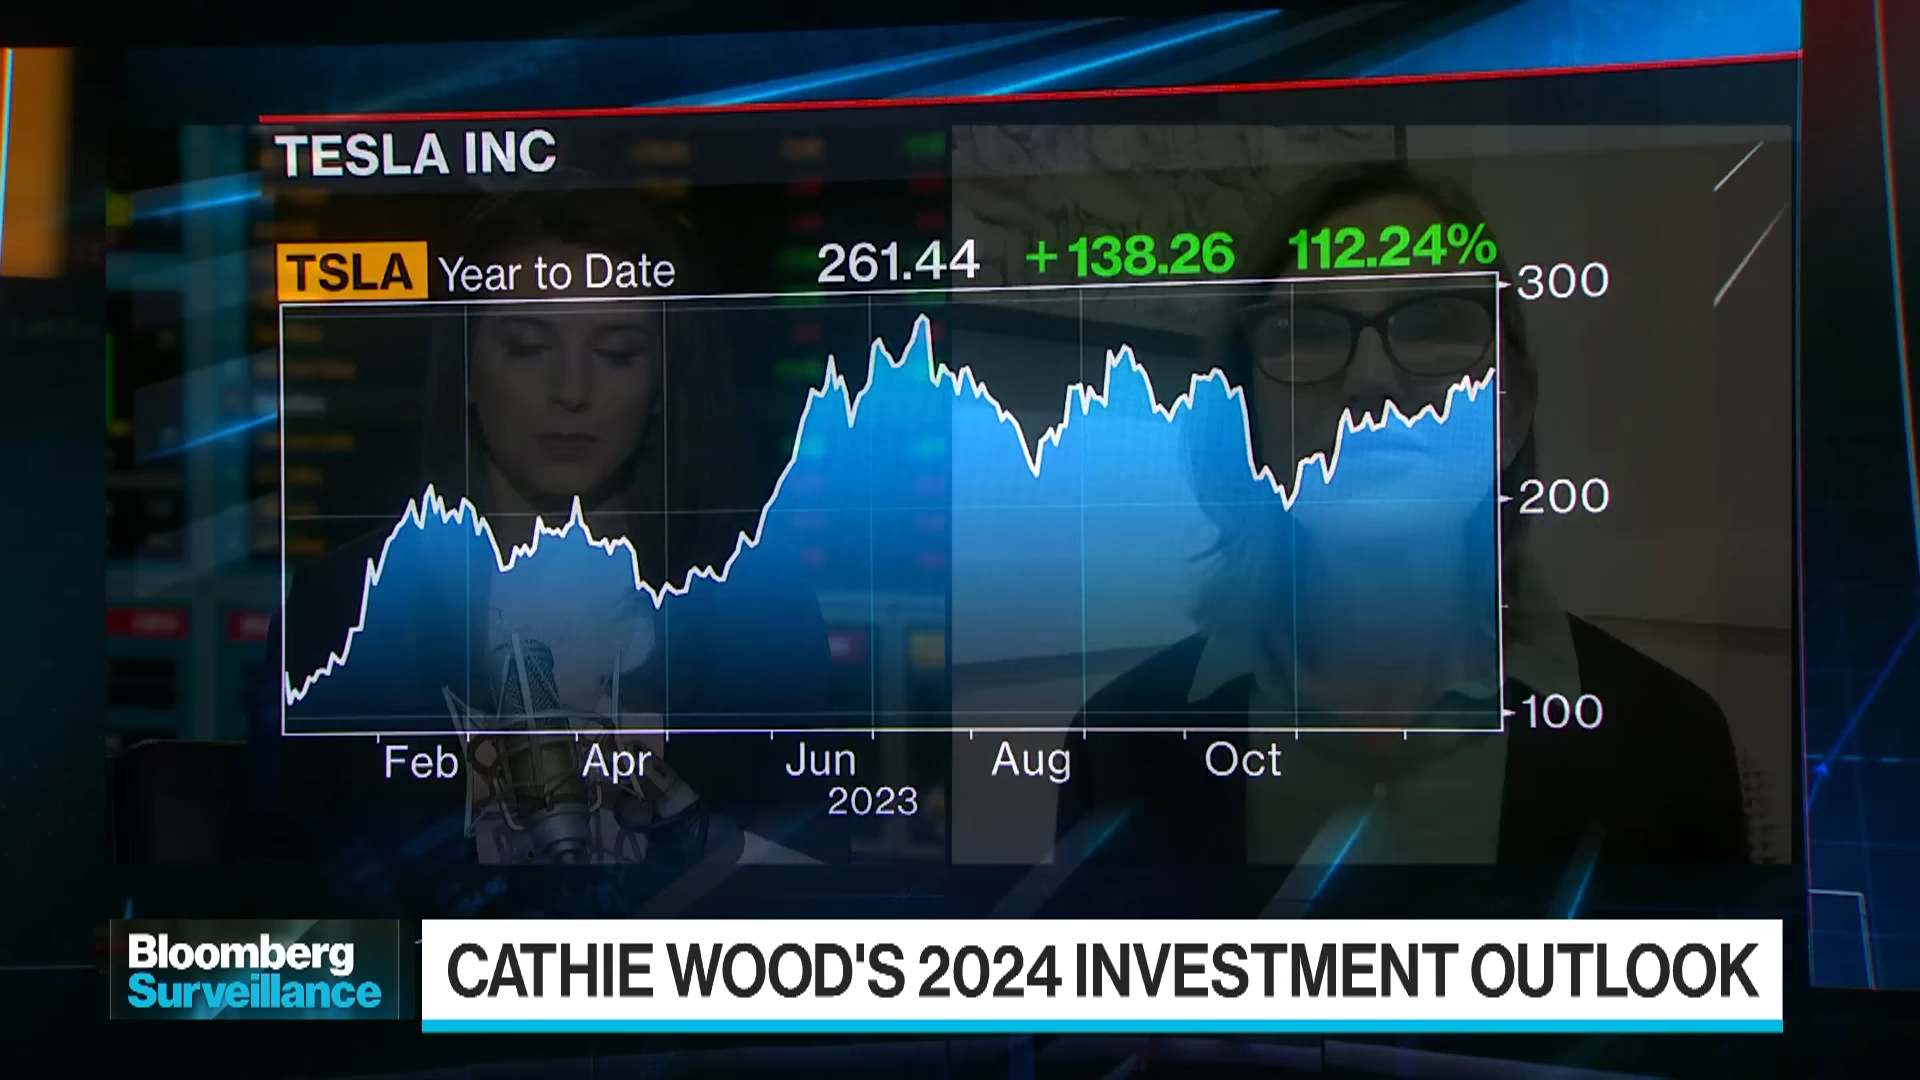 TESLA INC
TSLA Year to Date 261.44 +138.26 112.24%
300
200
100
Feb Apr Jun Aug Oct
2023
Bloomberg
Surveillance
CATHIE WOOD'S 2024 INVESTMENT OUTLOOK